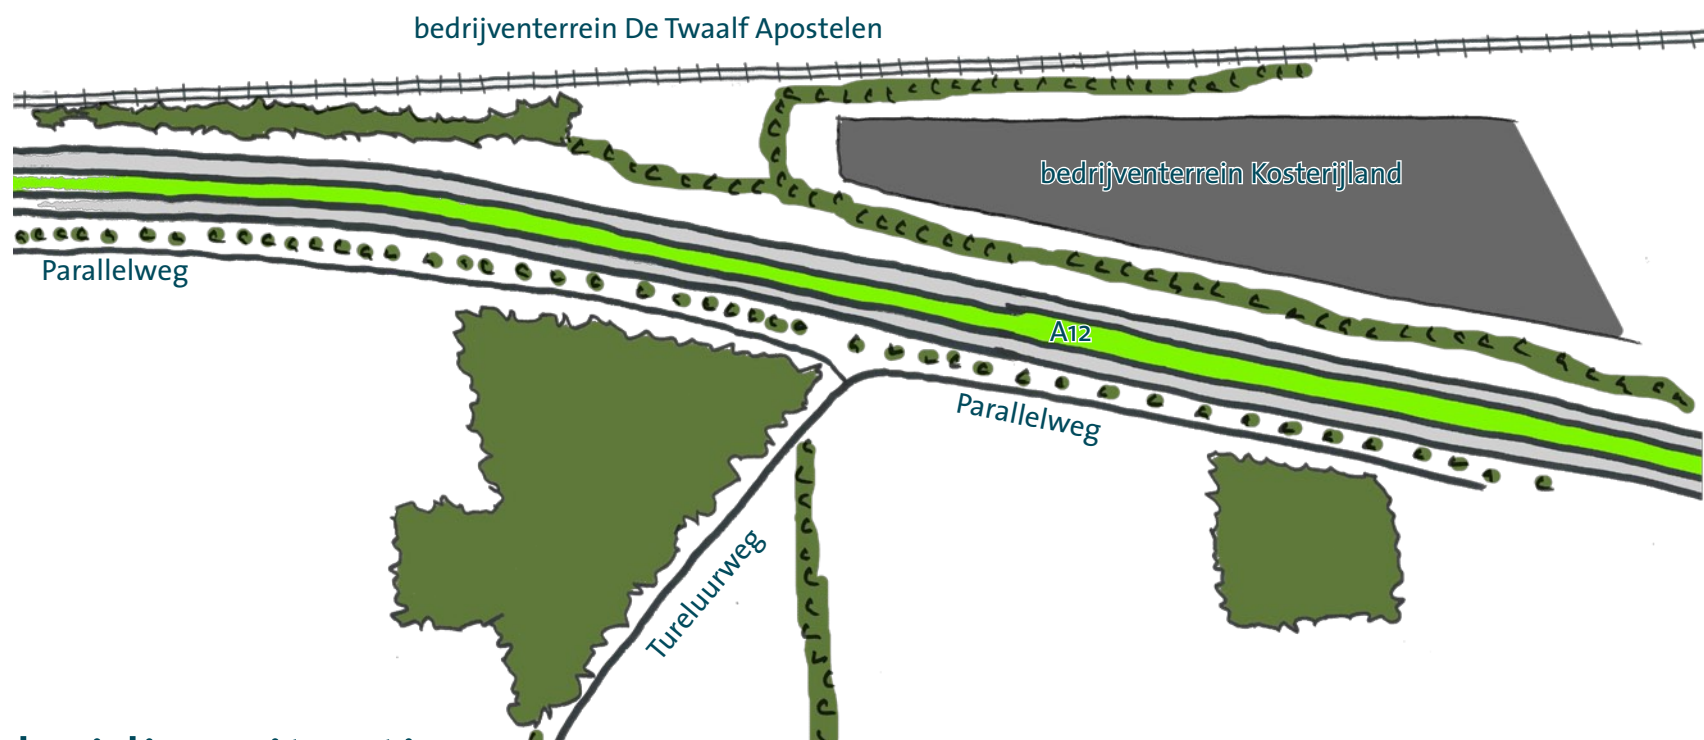 bedrijventerrein De Twaalf Apostelen
bedrijventerrein Kosterijland
Parallelweg
A12
Parallelweg
Tureluurweg